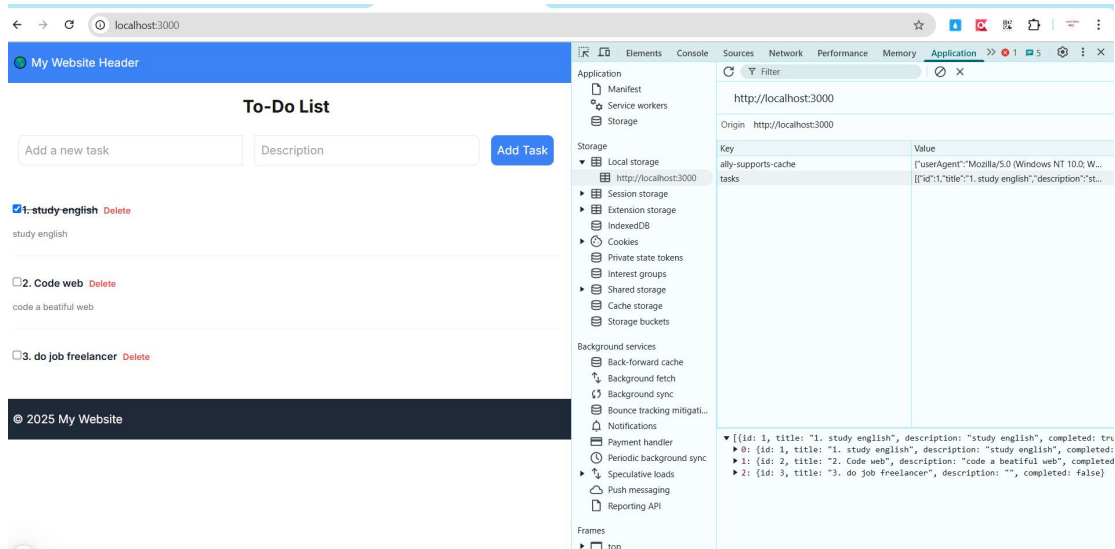 localhost:3000
My Website Header
To-Do List
Add a new task
Description
Add Task
1. study english Delete
study english
2. Code web Delete
code a beatiful web
3. do job freelancer Delete
© 2025 My Website
Elements Console Sources Network Performance Memory Application 1 5
Application
Manifest
Service workers
Storage
Storage
Local storage
http://localhost:3000
Session storage
Extension storage
IndexedDB
Cookies
Private state tokens
Interest groups
Shared storage
Cache storage
Storage buckets
Background services
Back-forward cache
Background fetch
Background sync
Bounce tracking mitigati...
Notifications
Payment handler
Periodic background sync
Speculative loads
Push messaging
Reporting API
Frames
top
Filter
http://localhost:3000
Origin http://localhost:3000
Key Value
ally-supports-cache {"userAgent":"Mozilla/5.0 (Windows NT 10.0; W...
tasks [{"id":1,"title":"1. study english","description":"st...
[{id: 1, title: "1. study english", description: "study english", completed: tru
0: {id: 1, title: "1. study english", description: "study english", completed:
1: {id: 2, title: "2. Code web", description: "code a beatiful web", completed
2: {id: 3, title: "3. do job freelancer", description: "", completed: false}